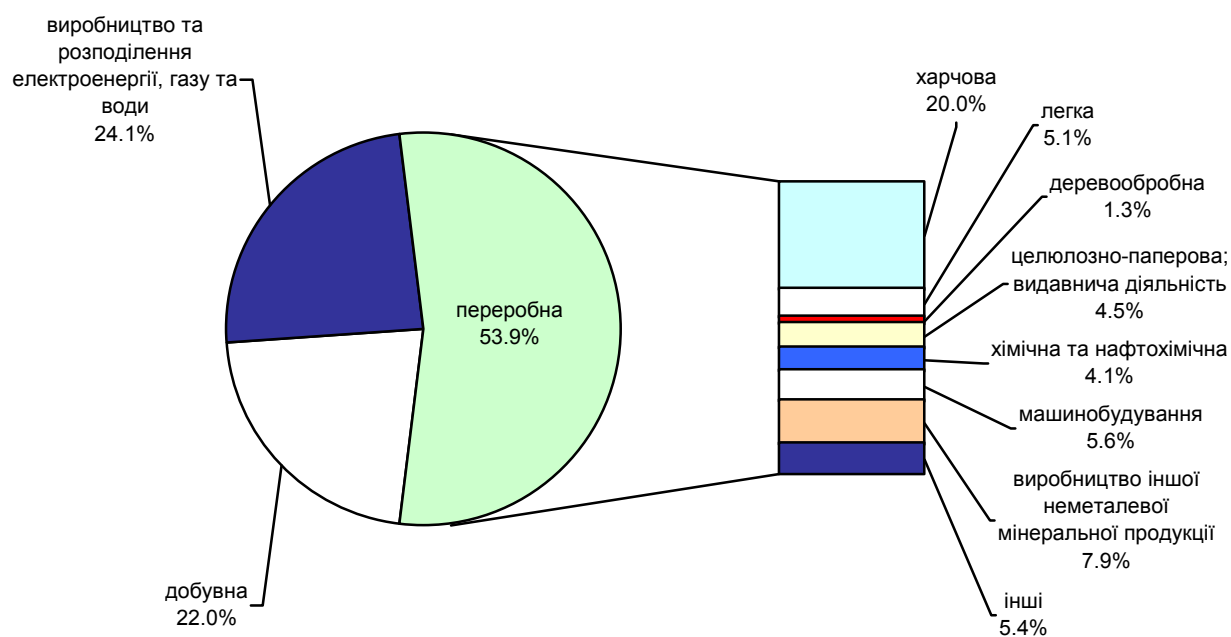 виробництво та
розподілення
електроенергії, газу та
води
24.1%
переробна
53.9%
добувна
22.0%
харчова
20.0%
легка
5.1%
деревообробна
1.3%
целюлозно-паперова;
видавнича діяльність
4.5%
хімічна та нафтохімічна
4.1%
машинобудування
5.6%
виробництво іншої
неметалевої
мінеральної продукції
7.9%
інші
5.4%